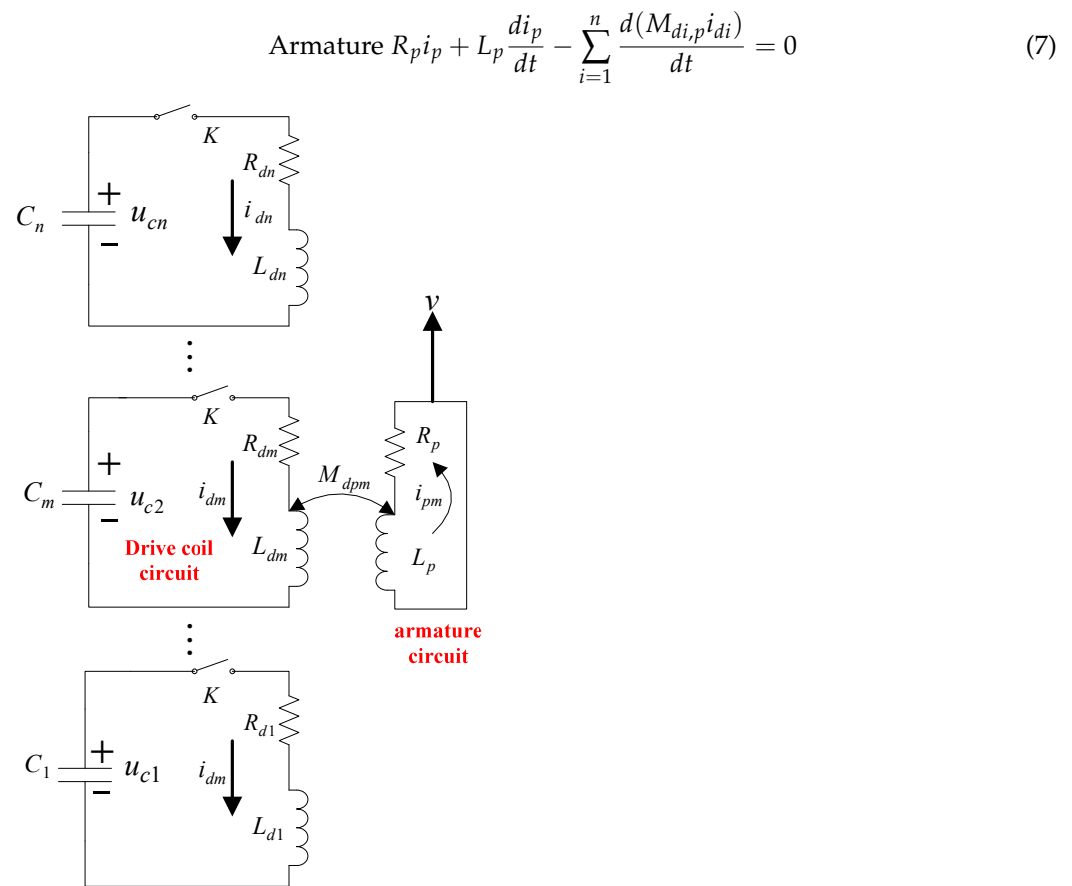 Armature $R_p i_p + L_p \frac{di_p}{dt} - \sum_{i=1}^{n} \frac{d(M_{di,p} i_{di})}{dt} = 0$ (7)
K
$R_{dn}$
+
$C_n$ $u_{cn}$ $i_{dn}$
−
$L_{dn}$
v
⋮
K
$R_{dm}$ $R_p$
+
$M_{dpm}$
$C_m$ $u_{c2}$ $i_{dm}$ $i_{pm}$
−
Drive coil
circuit
$L_{dm}$ $L_p$
armature
circuit
⋮
K
$R_{d1}$
+
$C_1$ $u_{c1}$ $i_{dm}$
−
$L_{d1}$